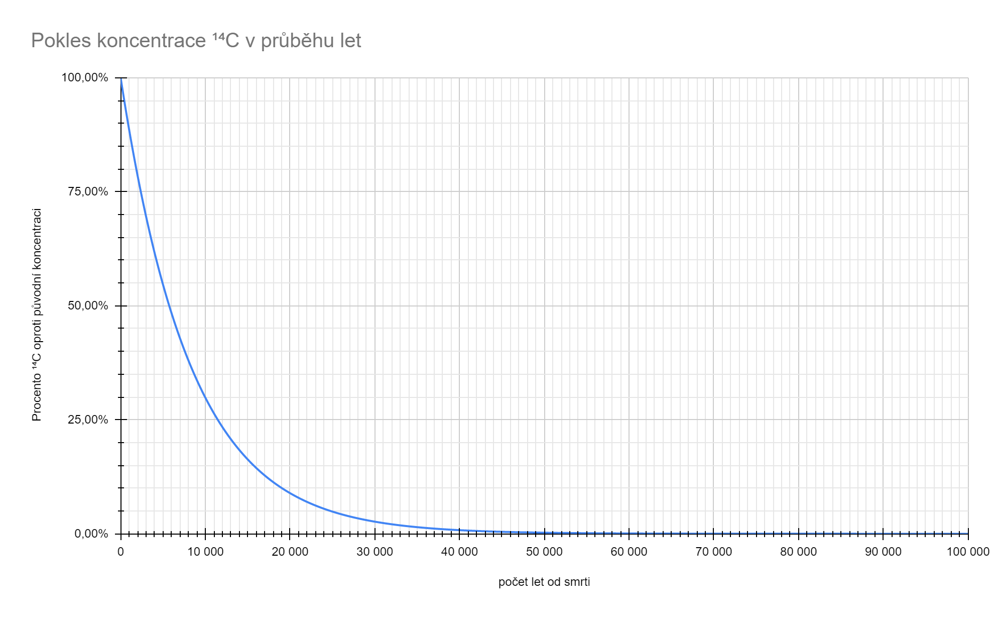 Pokles koncentrace ¹⁴C v průběhu let
100,00%
75,00%
50,00%
25,00%
0,00%
Procento ¹⁴C oproti původní koncentraci
0 10 000 20 000 30 000 40 000 50 000 60 000 70 000 80 000 90 000 100 000
počet let od smrti